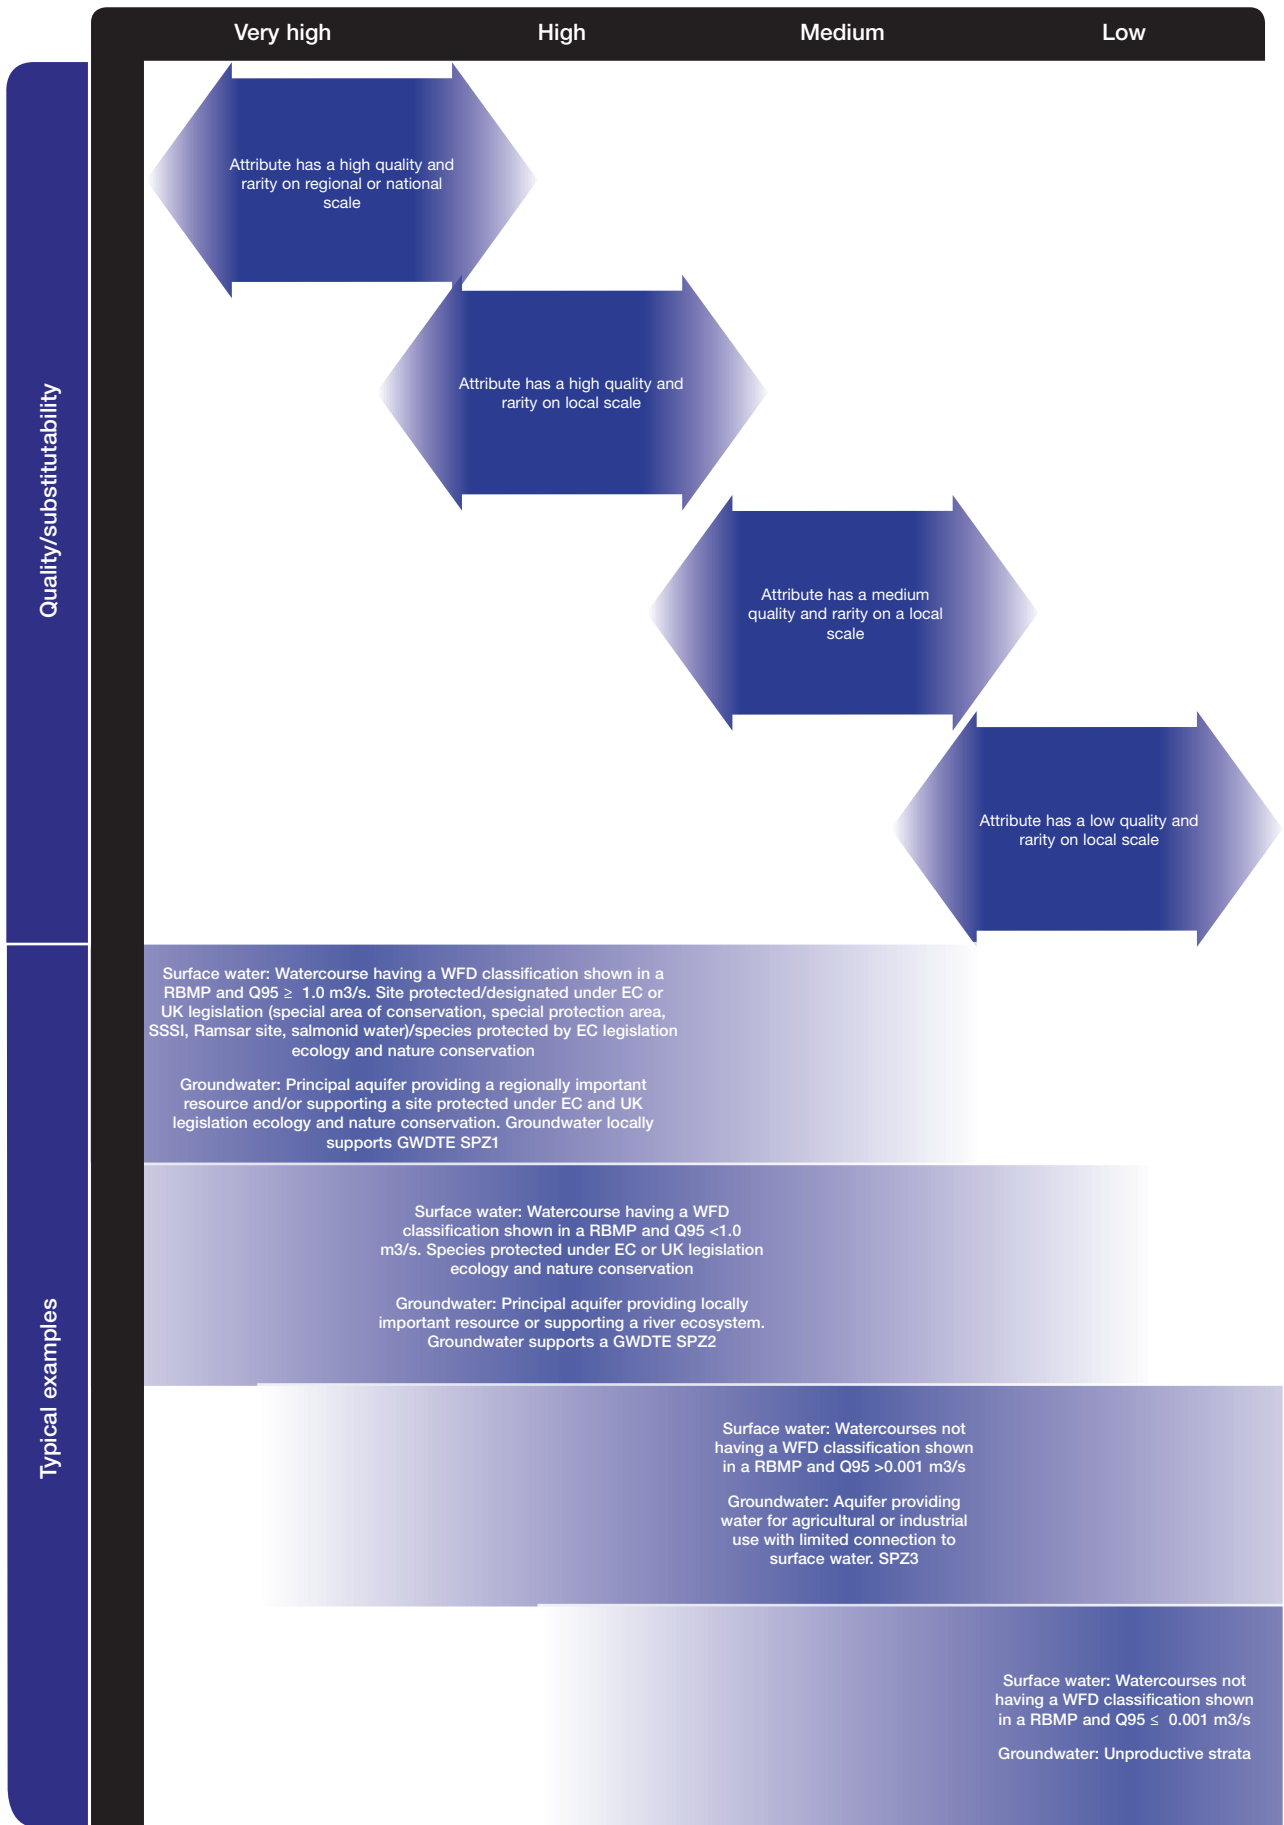 Very high
High
Medium
Low
Quality/substitutability
Attribute has a high quality and
rarity on regional or national
scale
Attribute has a high quality and
rarity on local scale
Attribute has a medium
quality and rarity on a local
scale
Attribute has a low quality and
rarity on local scale
Typical examples
Surface water: Watercourse having a WFD classification shown in a
RBMP and Q95 ≥ 1.0 m3/s. Site protected/designated under EC or
UK legislation (special area of conservation, special protection area,
SSSI, Ramsar site, salmonid water)/species protected by EC legislation
ecology and nature conservation
Groundwater: Principal aquifer providing a regionally important
resource and/or supporting a site protected under EC and UK
legislation ecology and nature conservation. Groundwater locally
supports GWDTE SPZ1
Surface water: Watercourse having a WFD
classification shown in a RBMP and Q95 <1.0
m3/s. Species protected under EC or UK legislation
ecology and nature conservation
Groundwater: Principal aquifer providing locally
important resource or supporting a river ecosystem.
Groundwater supports a GWDTE SPZ2
Surface water: Watercourses not
having a WFD classification shown
in a RBMP and Q95 >0.001 m3/s
Groundwater: Aquifer providing
water for agricultural or industrial
use with limited connection to
surface water. SPZ3
Surface water: Watercourses not
having a WFD classification shown
in a RBMP and Q95 ≤ 0.001 m3/s
Groundwater: Unproductive strata